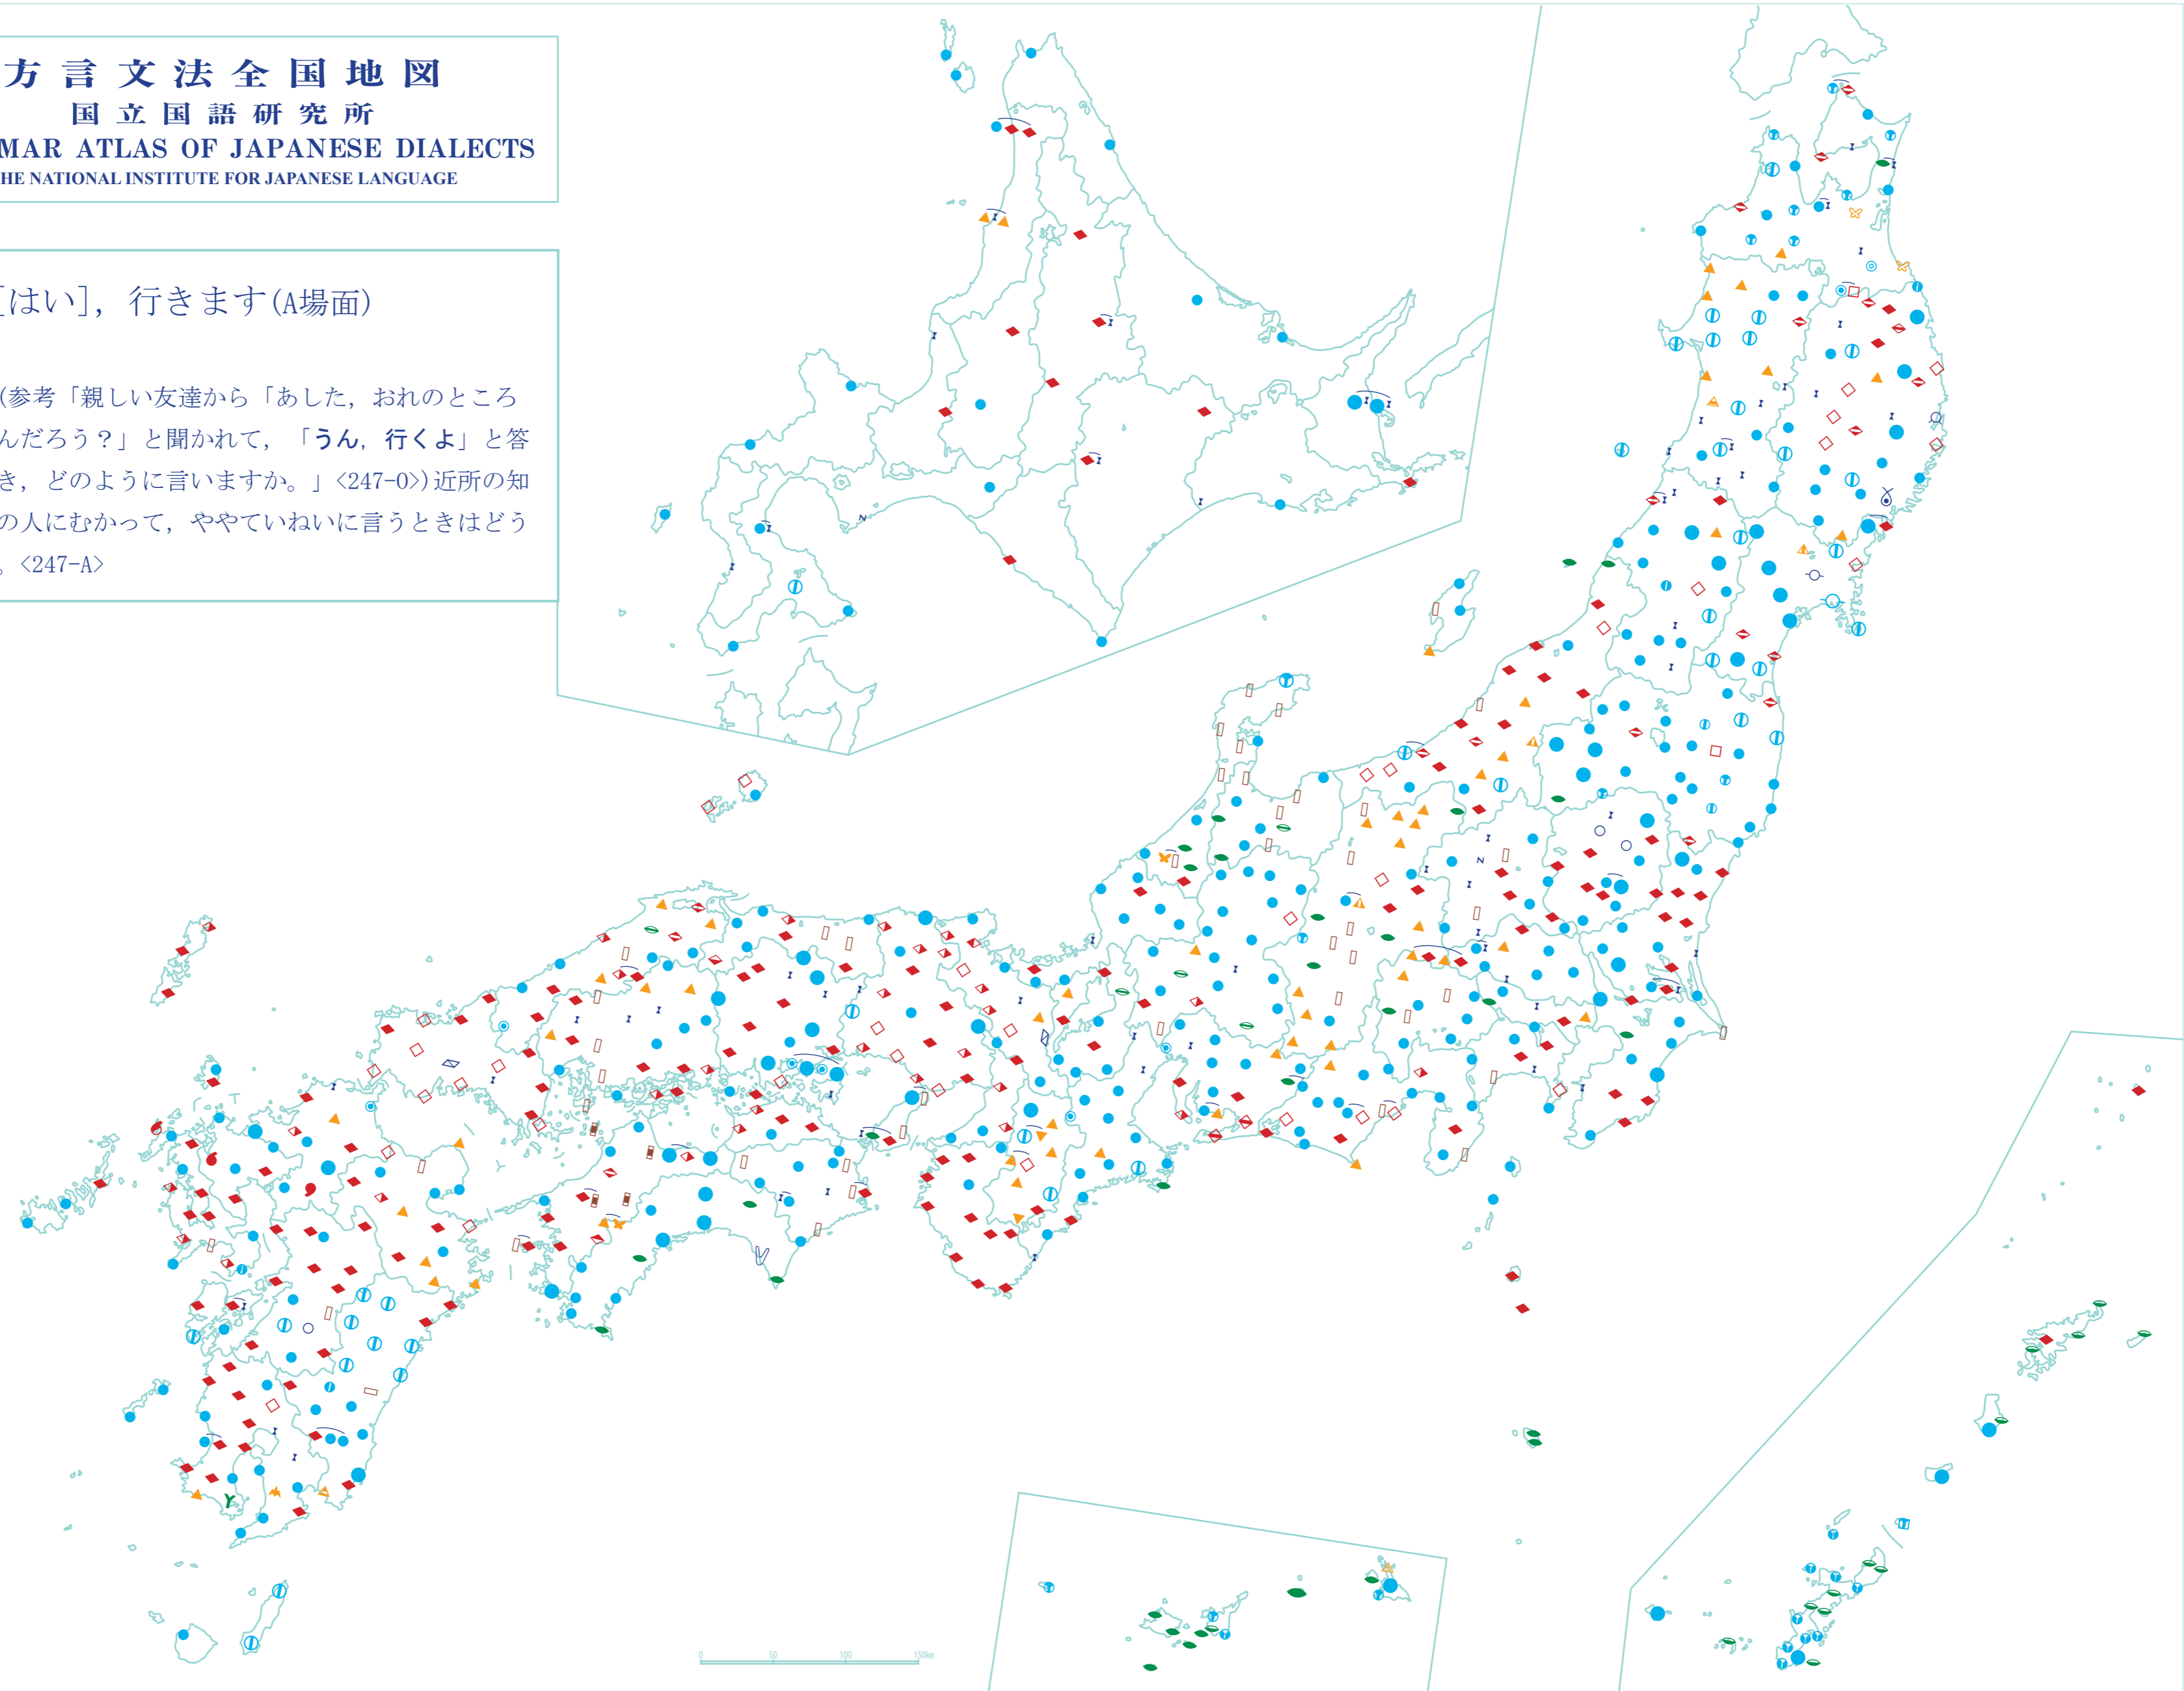 方言文法全国地図
国立国語研究所
MAR ATLAS OF JAPANESE DIALECTS
HE NATIONAL INSTITUTE FOR JAPANESE LANGUAGE
[はい], 行きます(A場面)
(参考「親しい友達から「あした, おれのところ
んだろう？」と聞かれて, 「うん, 行くよ」と答
き, どのように言いますか。」<247-O>)近所の知
の人にむかって, ややていねいに言うときはどう
。<247-A>
0 50 100 150km